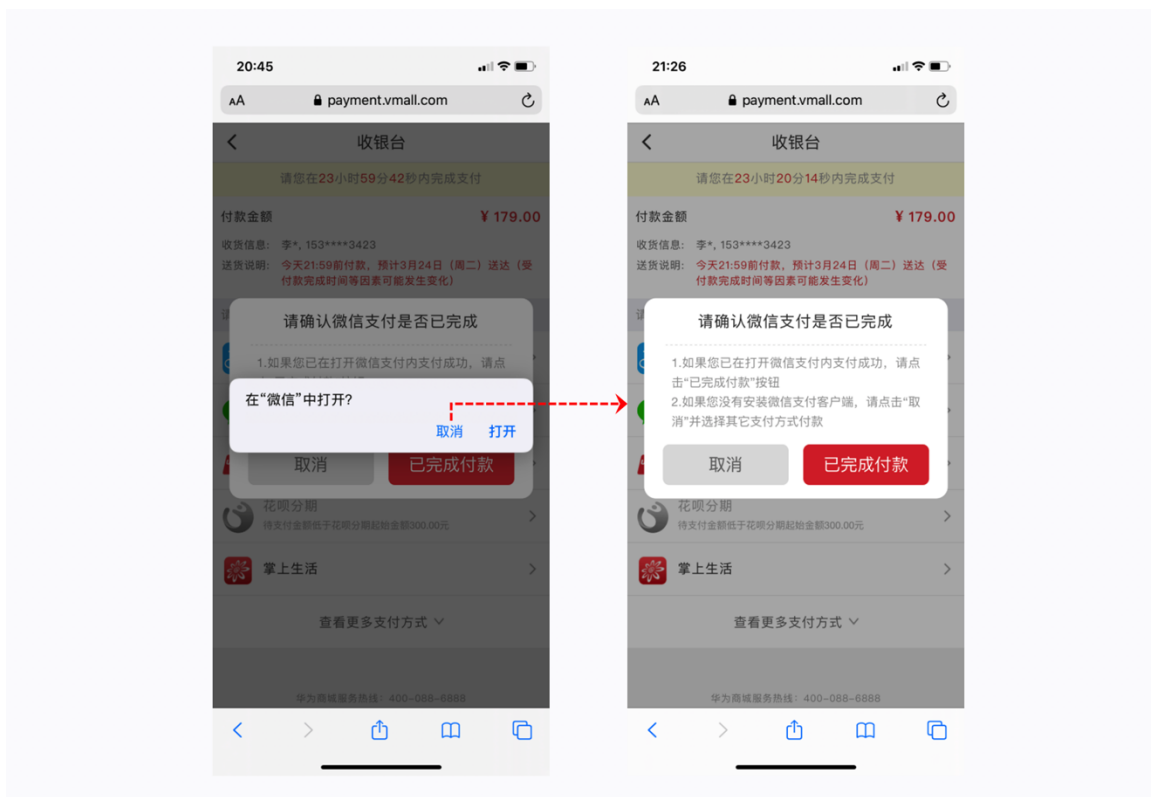 20:45
AA payment.vmall.com
收银台
请您在23小时59分42秒内完成支付
付款金额 ¥ 179.00
收货信息: 李*, 153****3423
送货说明: 今天21:59前付款, 预计3月24日（周二）送达（受
付款完成时间等因素可能发生变化）
请确认微信支付是否已完成
1.如果您已在打开微信支付内支付成功，请点
在“微信”中打开?
取消 打开
取消 已完成付款
花呗分期
待支付金额低于花呗分期起始金额300.00元
掌上生活
查看更多支付方式
华为商城服务热线: 400-088-6888
21:26
AA payment.vmall.com
收银台
请您在23小时20分14秒内完成支付
付款金额 ¥ 179.00
收货信息: 李*, 153****3423
送货说明: 今天21:59前付款, 预计3月24日（周二）送达（受
付款完成时间等因素可能发生变化）
请确认微信支付是否已完成
1.如果您已在打开微信支付内支付成功，请点
击“已完成付款”按钮
2.如果您没有安装微信支付客户端，请点击“取
消”并选择其它支付方式付款
取消 已完成付款
花呗分期
待支付金额低于花呗分期起始金额300.00元
掌上生活
查看更多支付方式
华为商城服务热线: 400-088-6888